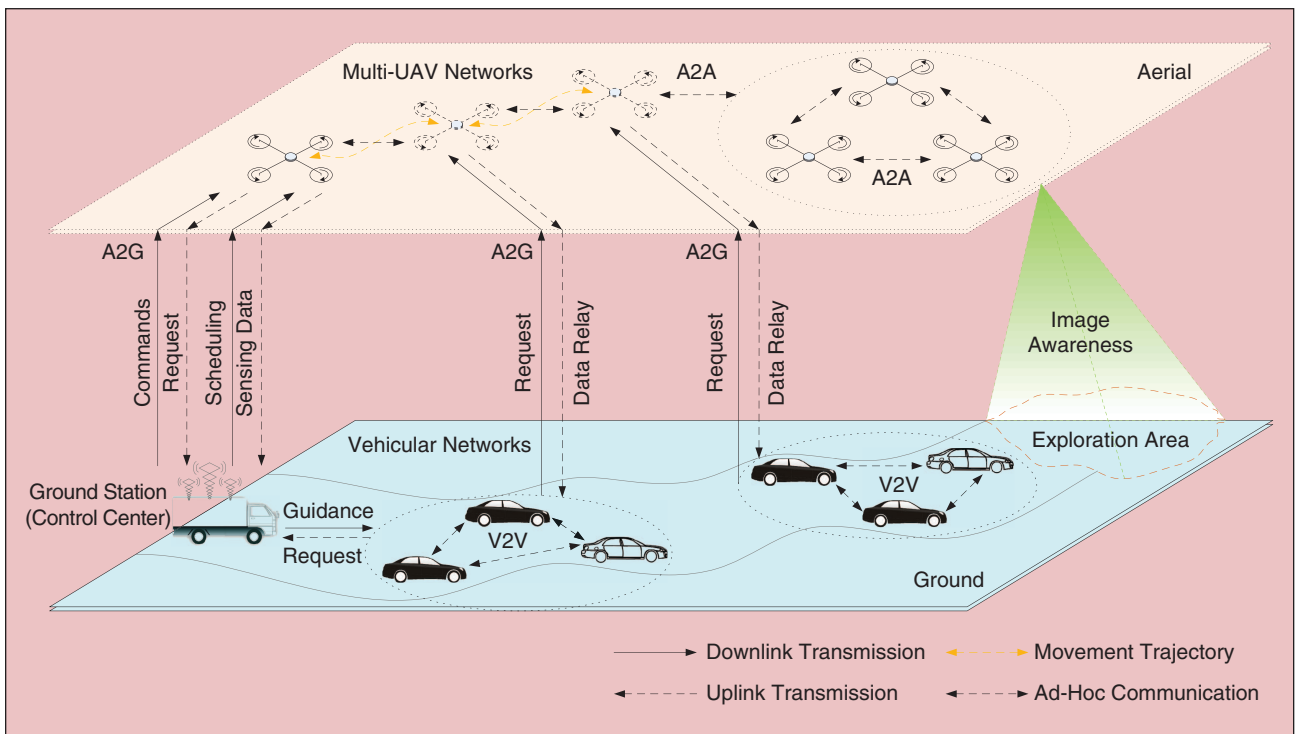 Multi-UAV Networks
A2A
Aerial
A2A
A2G
A2G
A2G
Commands
Request
Scheduling
Sensing Data
Request
Data Relay
Request
Data Relay
Image
Awareness
Vehicular Networks
Exploration Area
Ground Station
(Control Center)
Guidance
Request
V2V
V2V
Ground
Downlink Transmission
Movement Trajectory
Uplink Transmission
Ad-Hoc Communication